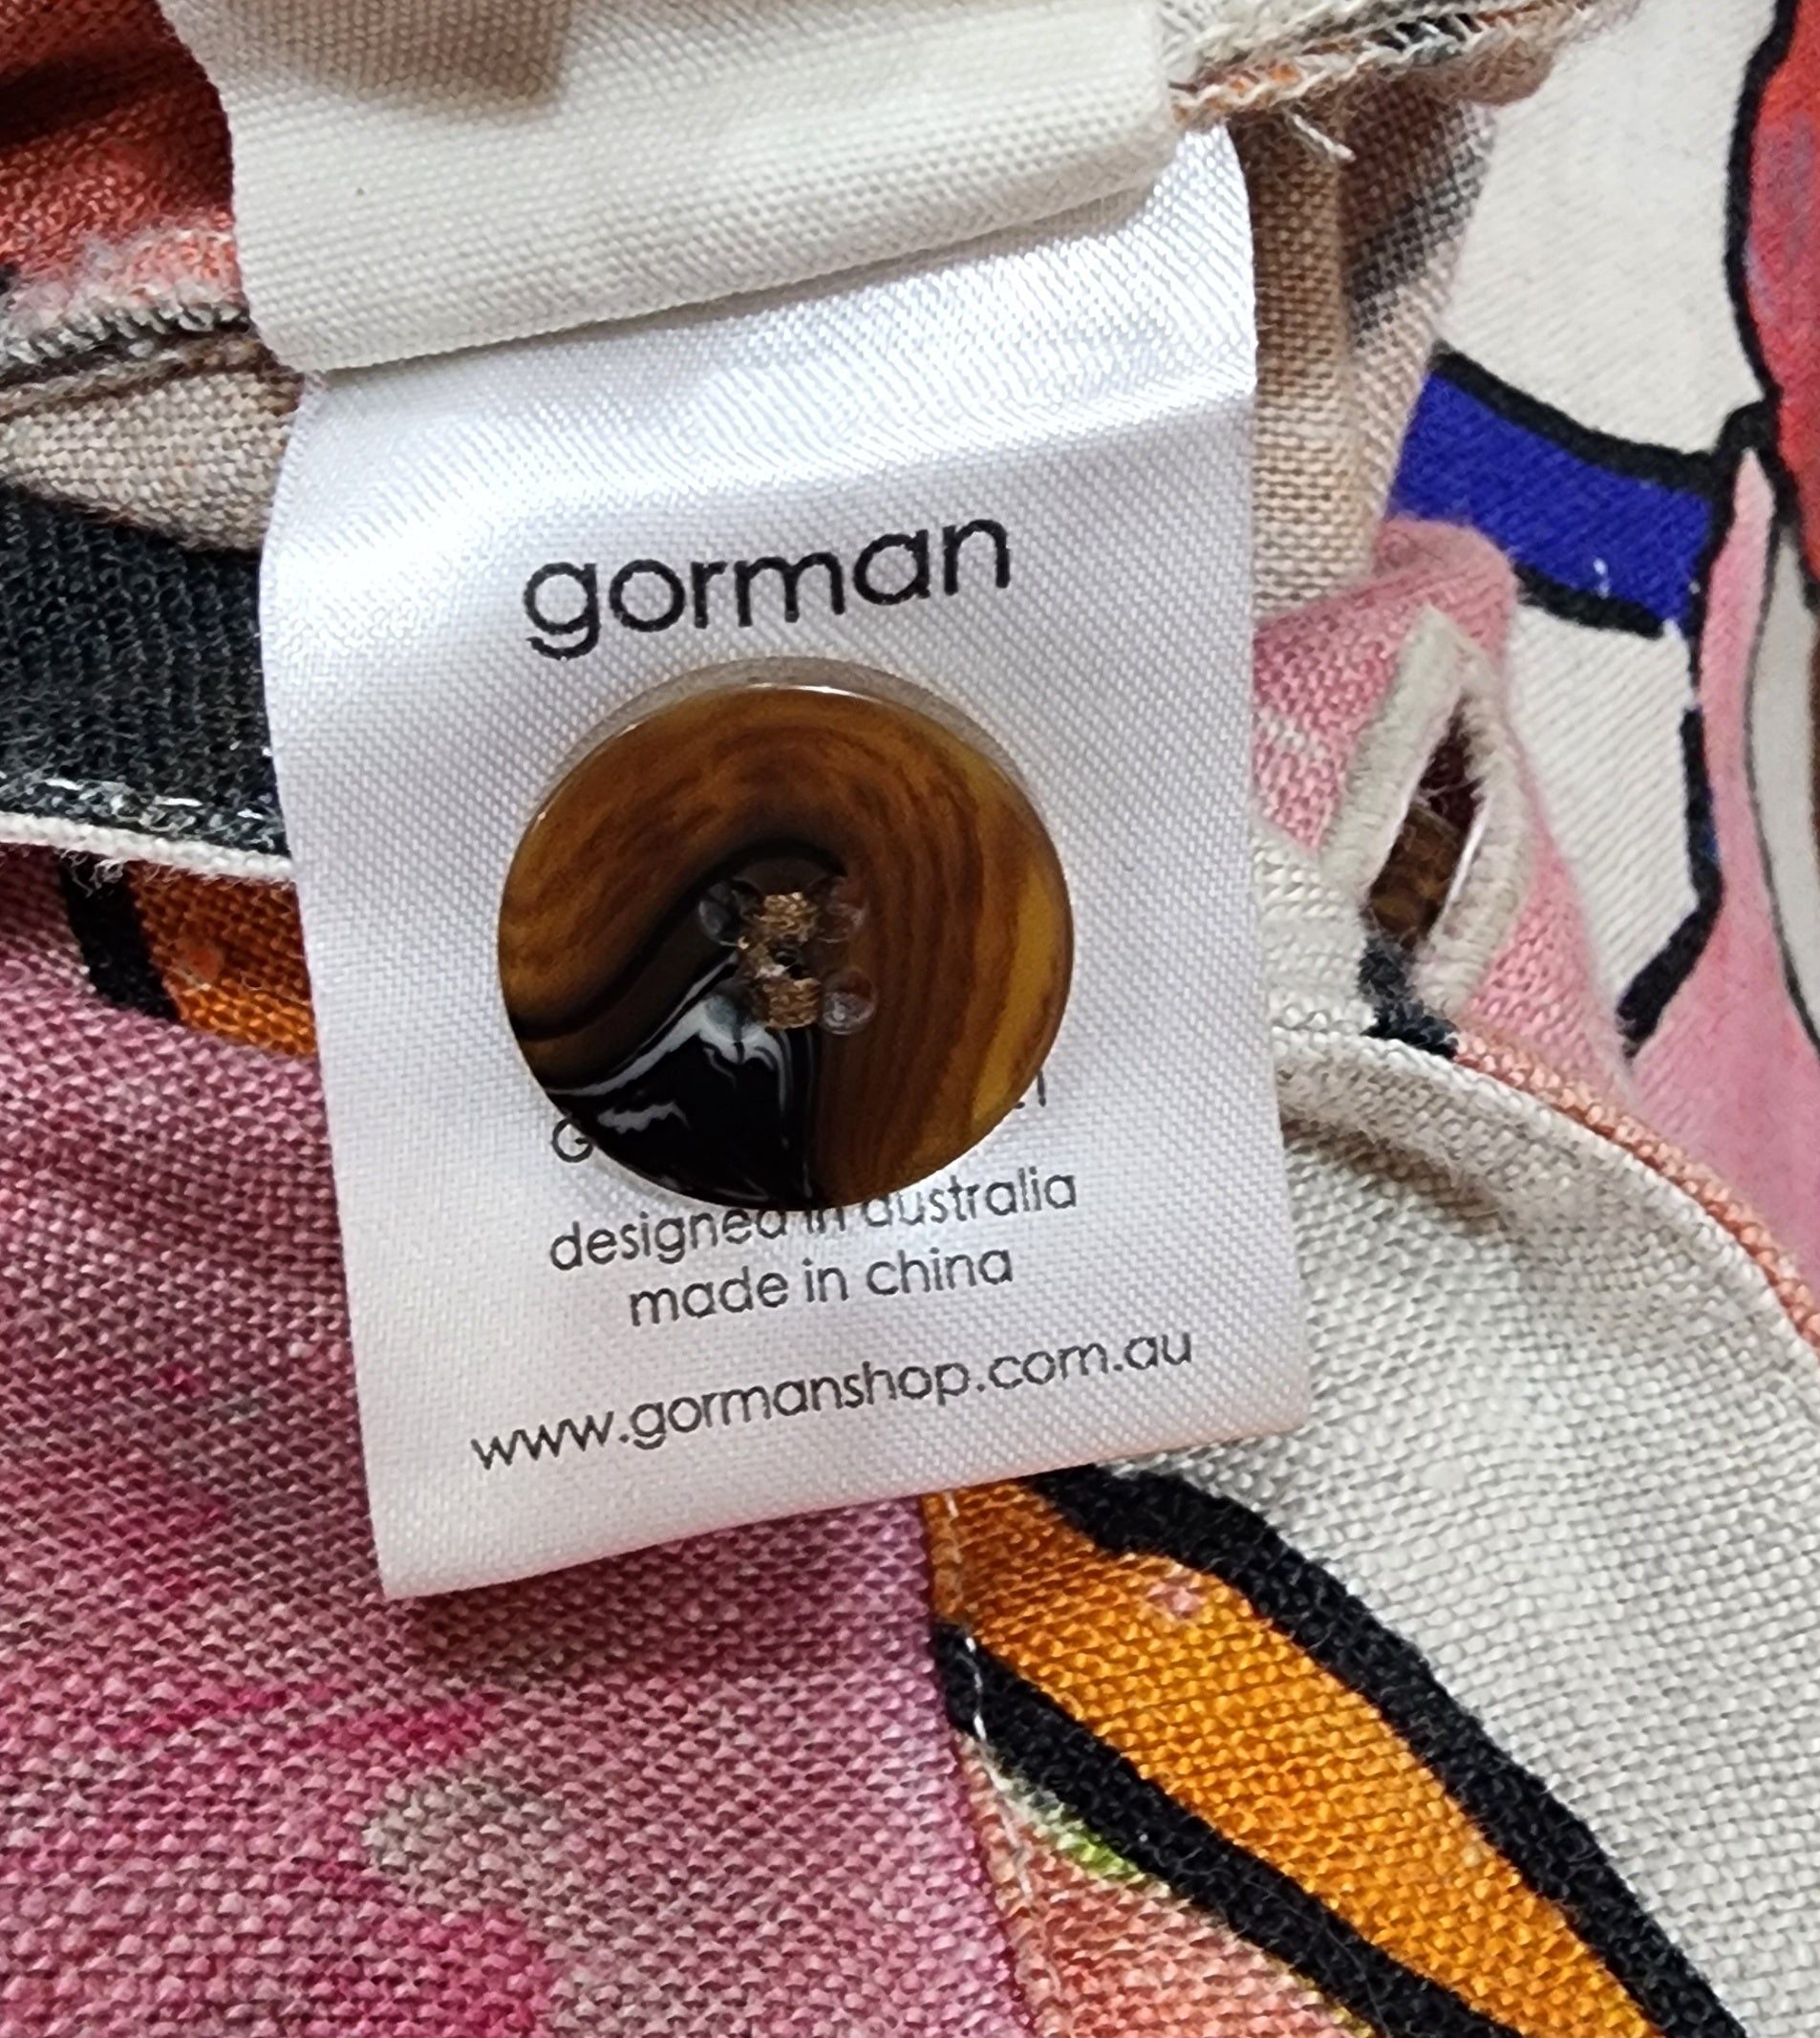 gorman
designed in australia
made in china
www.gormanshop.com.au